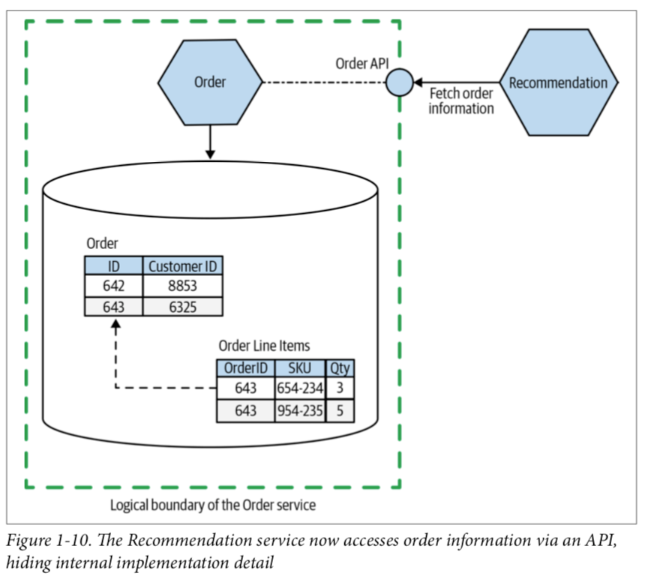 Order API
Order
Recommendation
Fetch order
information
Order
ID Customer ID
642 8853
643 6325
Order Line Items
OrderID SKU Qty
643 654-234 3
643 954-235 5
Logical boundary of the Order service
Figure 1-10. The Recommendation service now accesses order information via an API,
hiding internal implementation detail